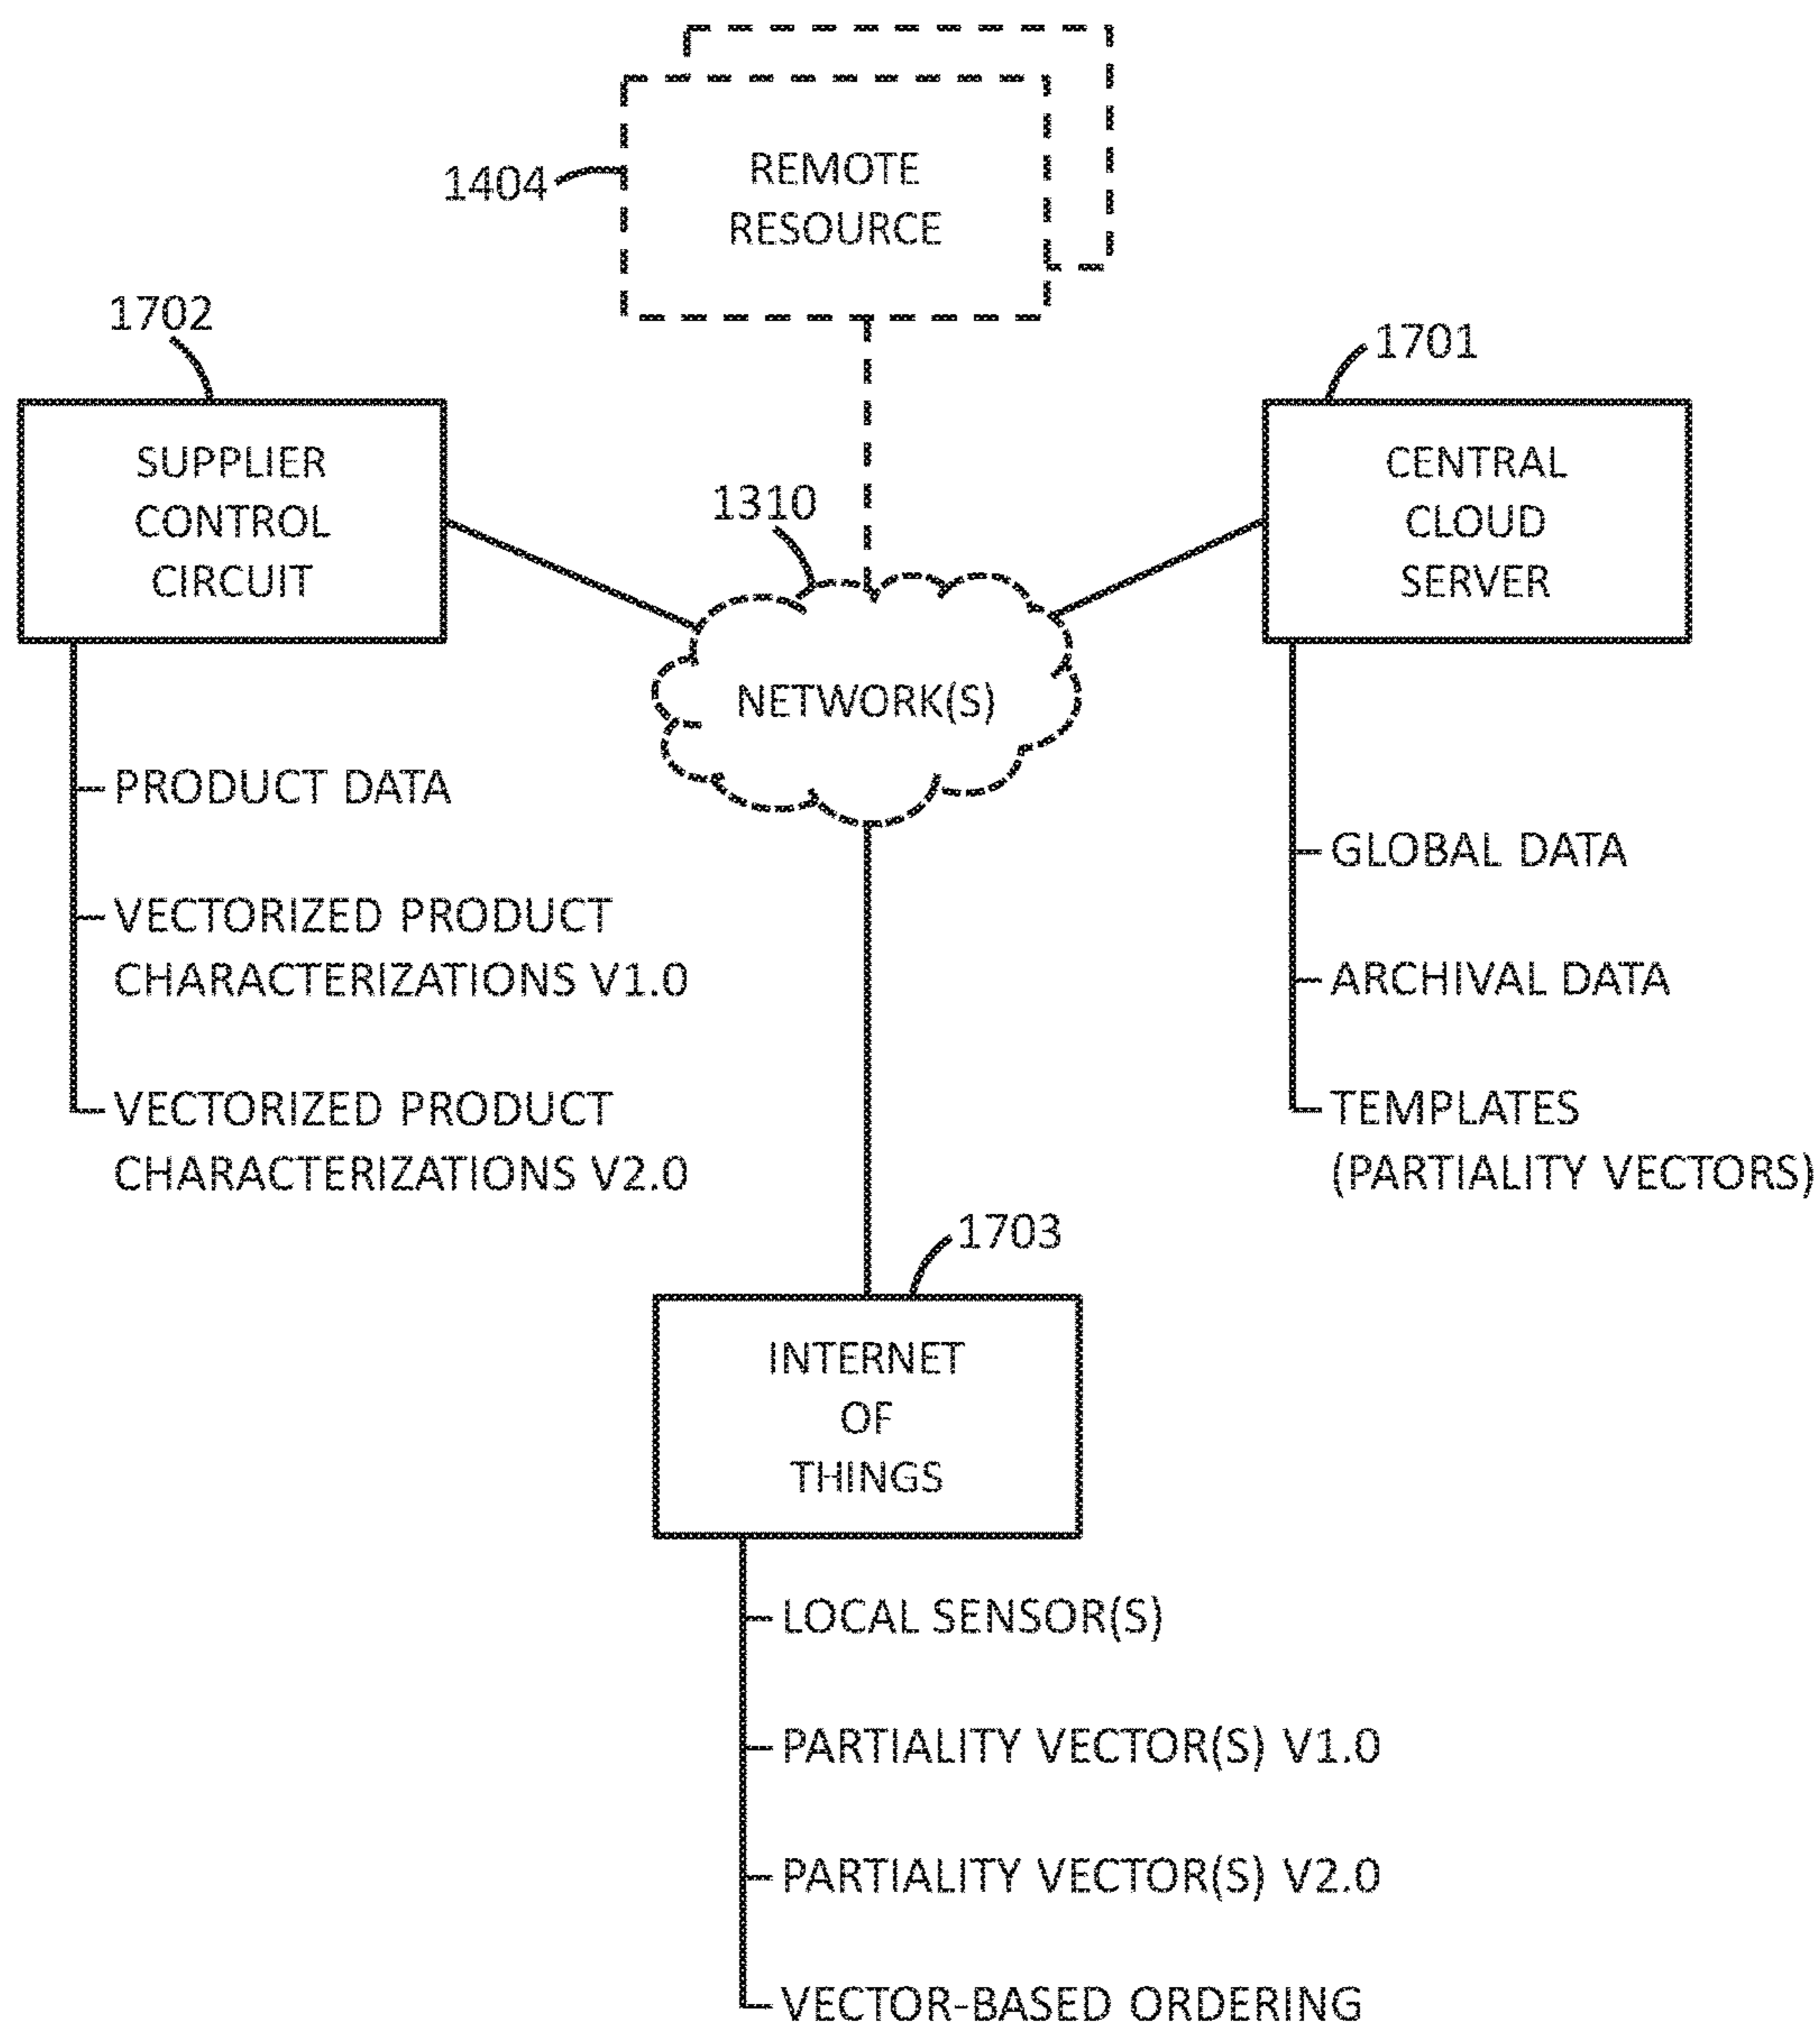 1404
REMOTE
RESOURCE
1702
1701
SUPPLIER
CONTROL
CIRCUIT
CENTRAL
CLOUD
SERVER
1310
NETWORK(S)
PRODUCT DATA
VECTORIZED PRODUCT
CHARACTERIZATIONS V1.0
VECTORIZED PRODUCT
CHARACTERIZATIONS V2.0
GLOBAL DATA
ARCHIVAL DATA
TEMPLATES
(PARTIALITY VECTORS)
1703
INTERNET
OF
THINGS
LOCAL SENSOR(S)
PARTIALITY VECTOR(S) V1.0
PARTIALITY VECTOR(S) V2.0
VECTOR-BASED ORDERING